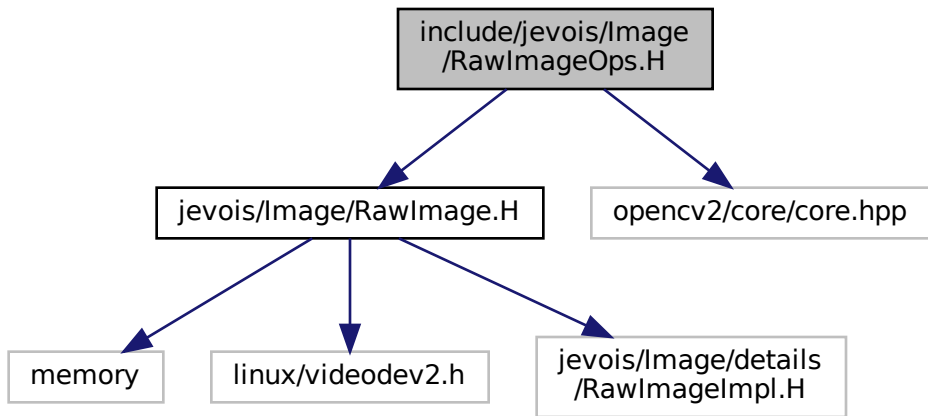 include/jevois/Image
/RawImageOps.H
jevois/Image/RawImage.H
opencv2/core/core.hpp
memory
linux/videodev2.h
jevois/Image/details
/RawImageImpl.H